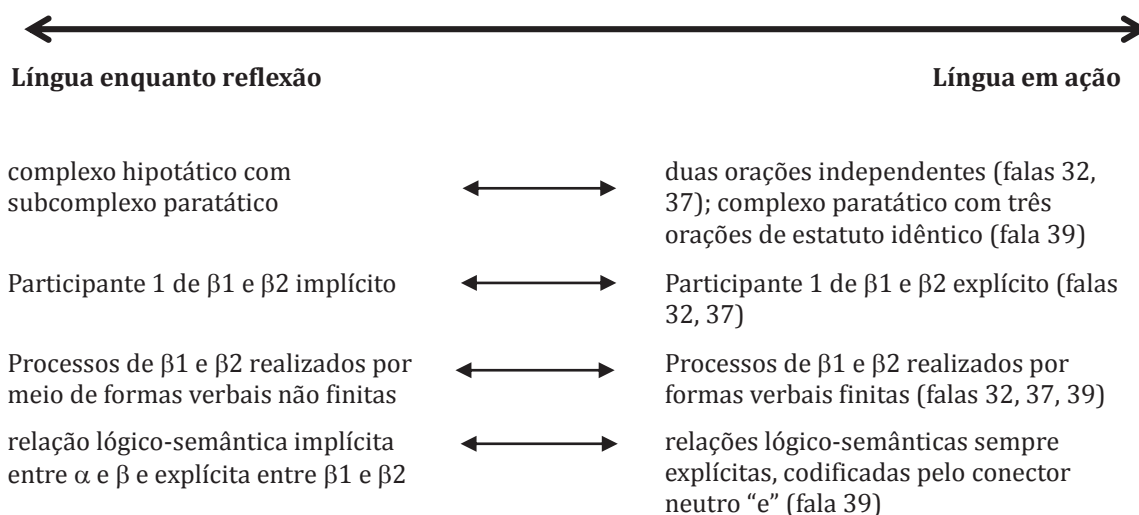 Língua enquanto reflexão
Língua em ação
complexo hipotático com
subcomplexo paratático
duas orações independentes (falas 32,
37); complexo paratático com três
orações de estatuto idêntico (fala 39)
Participante 1 de β1 e β2 implícito
Participante 1 de β1 e β2 explícito (falas
32, 37)
Processos de β1 e β2 realizados por
meio de formas verbais não finitas
Processos de β1 e β2 realizados por
formas verbais finitas (falas 32, 37, 39)
relação lógico-semântica implícita
entre α e β e explícita entre β1 e β2
relações lógico-semânticas sempre
explícitas, codificadas pelo conector
neutro “e” (fala 39)